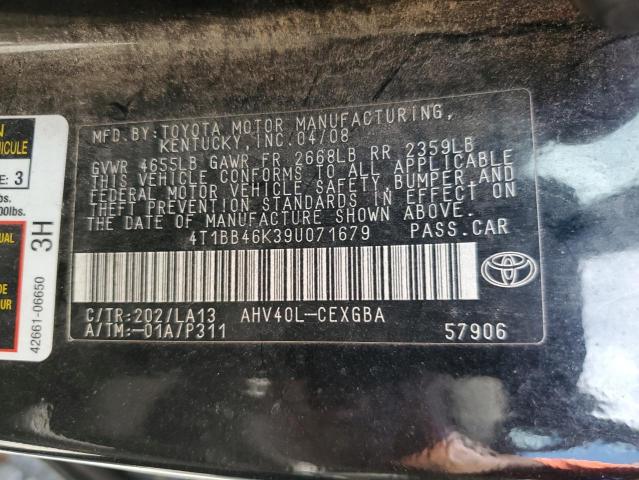 MFD. BY: TOYOTA MOTOR MANUFACTURING,
KENTUCKY, INC. 04/08
GVWR 4655LB GAWR FR 2668LB RR 2359LB
THIS VEHICLE CONFORMS TO ALL APPLICABLE
FEDERAL MOTOR VEHICLE SAFETY, BUMPER AND
THEFT PREVENTION STANDARDS IN EFFECT ON
THE DATE OF MANUFACTURE SHOWN ABOVE.
4T1BB46K39U071679 PASS.CAR
C/TR:202/LA13 AHV40L-CEXGBA
A/TM:-01A/P311 57906
HICULE
E: 3
3H
42661-06650